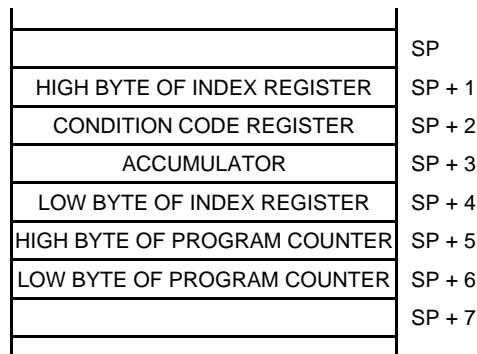 SP
HIGH BYTE OF INDEX REGISTER SP + 1
CONDITION CODE REGISTER SP + 2
ACCUMULATOR SP + 3
LOW BYTE OF INDEX REGISTER SP + 4
HIGH BYTE OF PROGRAM COUNTER SP + 5
LOW BYTE OF PROGRAM COUNTER SP + 6
SP + 7